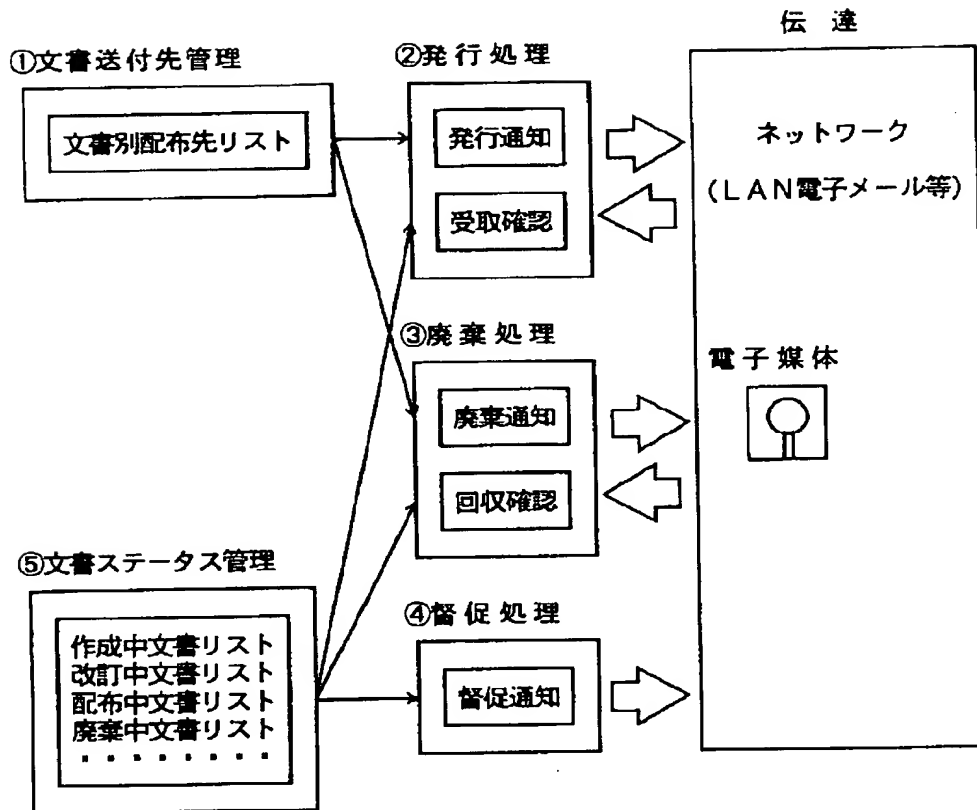 伝達
①文書送付先管理
文書別配布先リスト
②発行処理
発行通知
受取確認
ネットワーク
(LAN電子メール等)
③廃棄処理
廃棄通知
回収確認
電子媒体
⑤文書ステータス管理
作成中文書リスト
改訂中文書リスト
配布中文書リスト
廃棄中文書リスト
・・・・・・・・
④督促処理
督促通知